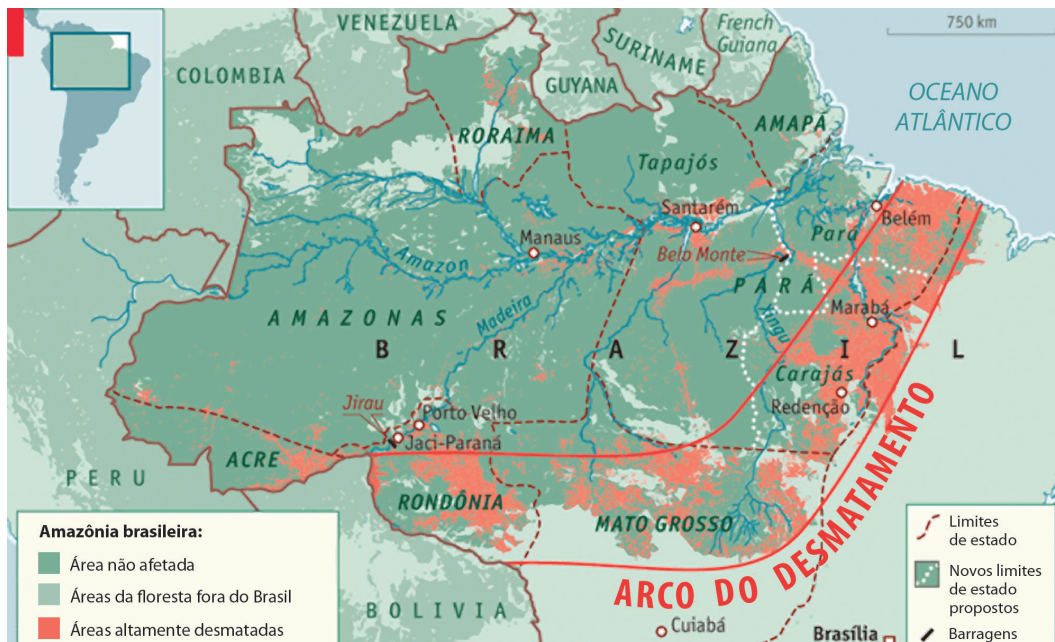 VENEZUELA
COLOMBIA
GUYANA
SURINAME
French
Guiana
750 km
OCEANO
ATLÂNTICO
RORAIMA
AMAPÁ
Tapajós
Santarém
Belém
Pará
Manaus
Belo Monte
Amazon
PARÁ
Madeira
Xingu
Marabá
AMAZONAS
BRAZIL
Carajás
Redenção
Jirau
Porto Velho
Jaci-Paraná
ACRE
PERU
RONDÔNIA
MATO GROSSO
ARCO DO DESMATAMENTO
BOLIVIA
Cuiabá
Brasília
Amazônia brasileira:
Área não afetada
Áreas da floresta fora do Brasil
Áreas altamente desmatadas
Limites
de estado
Novos limites
de estado
propostos
Barragens